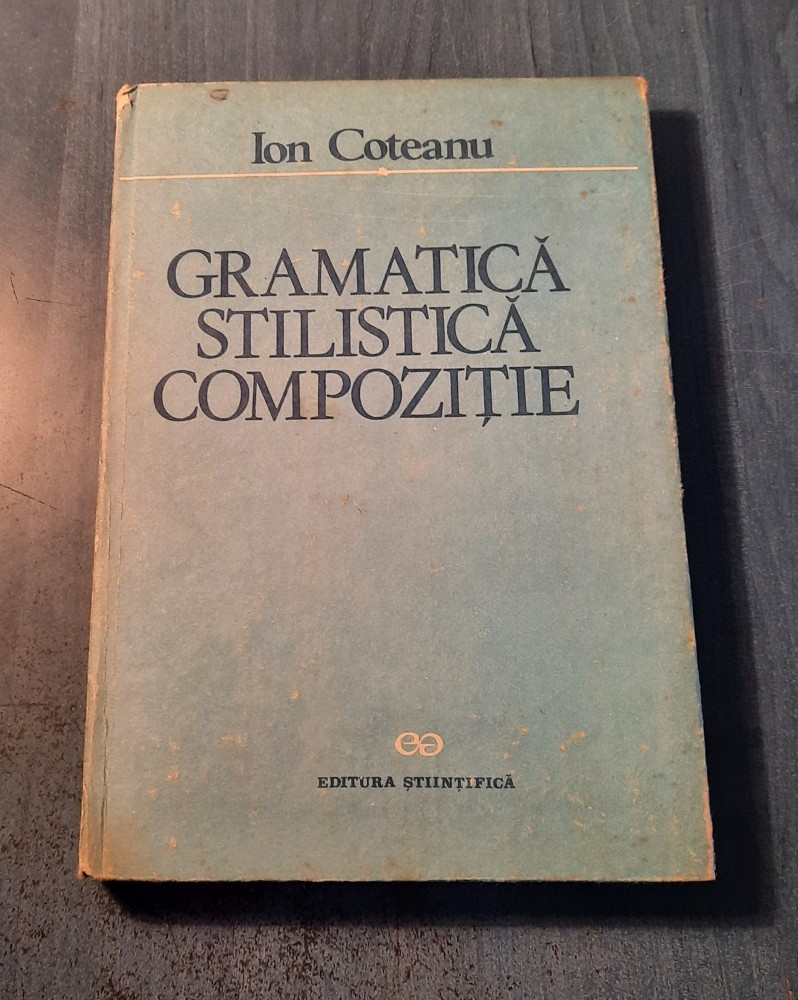 Ion Coteanu
GRAMATICĂ
STILISTICĂ
COMPOZIȚIE
EDITURA ȘTIINȚIFICĂ